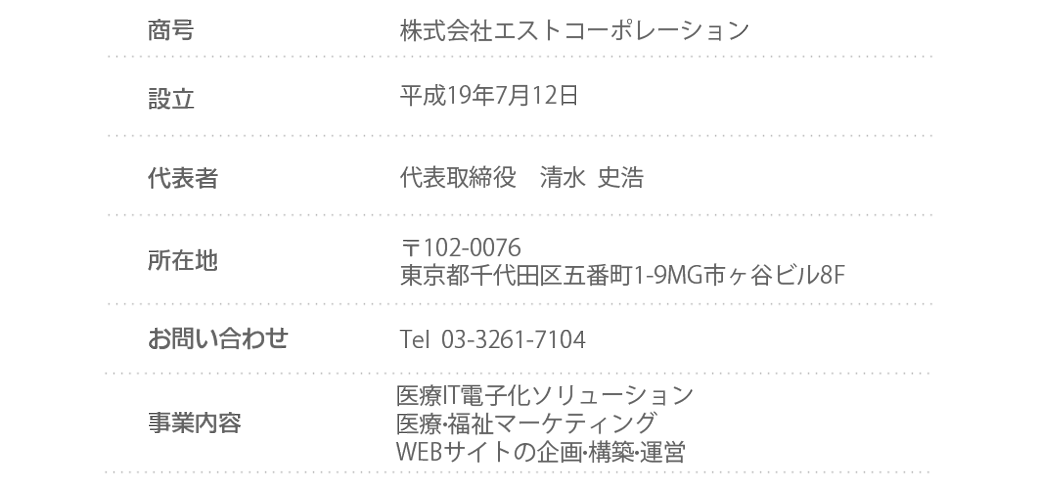 商号 株式会社エストコーポレーション
設立 平成19年7月12日
代表者 代表取締役　清水 史浩
所在地 〒102-0076
東京都千代田区五番町1-9MG市ヶ谷ビル8F
お問い合わせ Tel 03-3261-7104
事業内容 医療IT電子化ソリューション
医療・福祉マーケティング
WEBサイトの企画・構築・運営